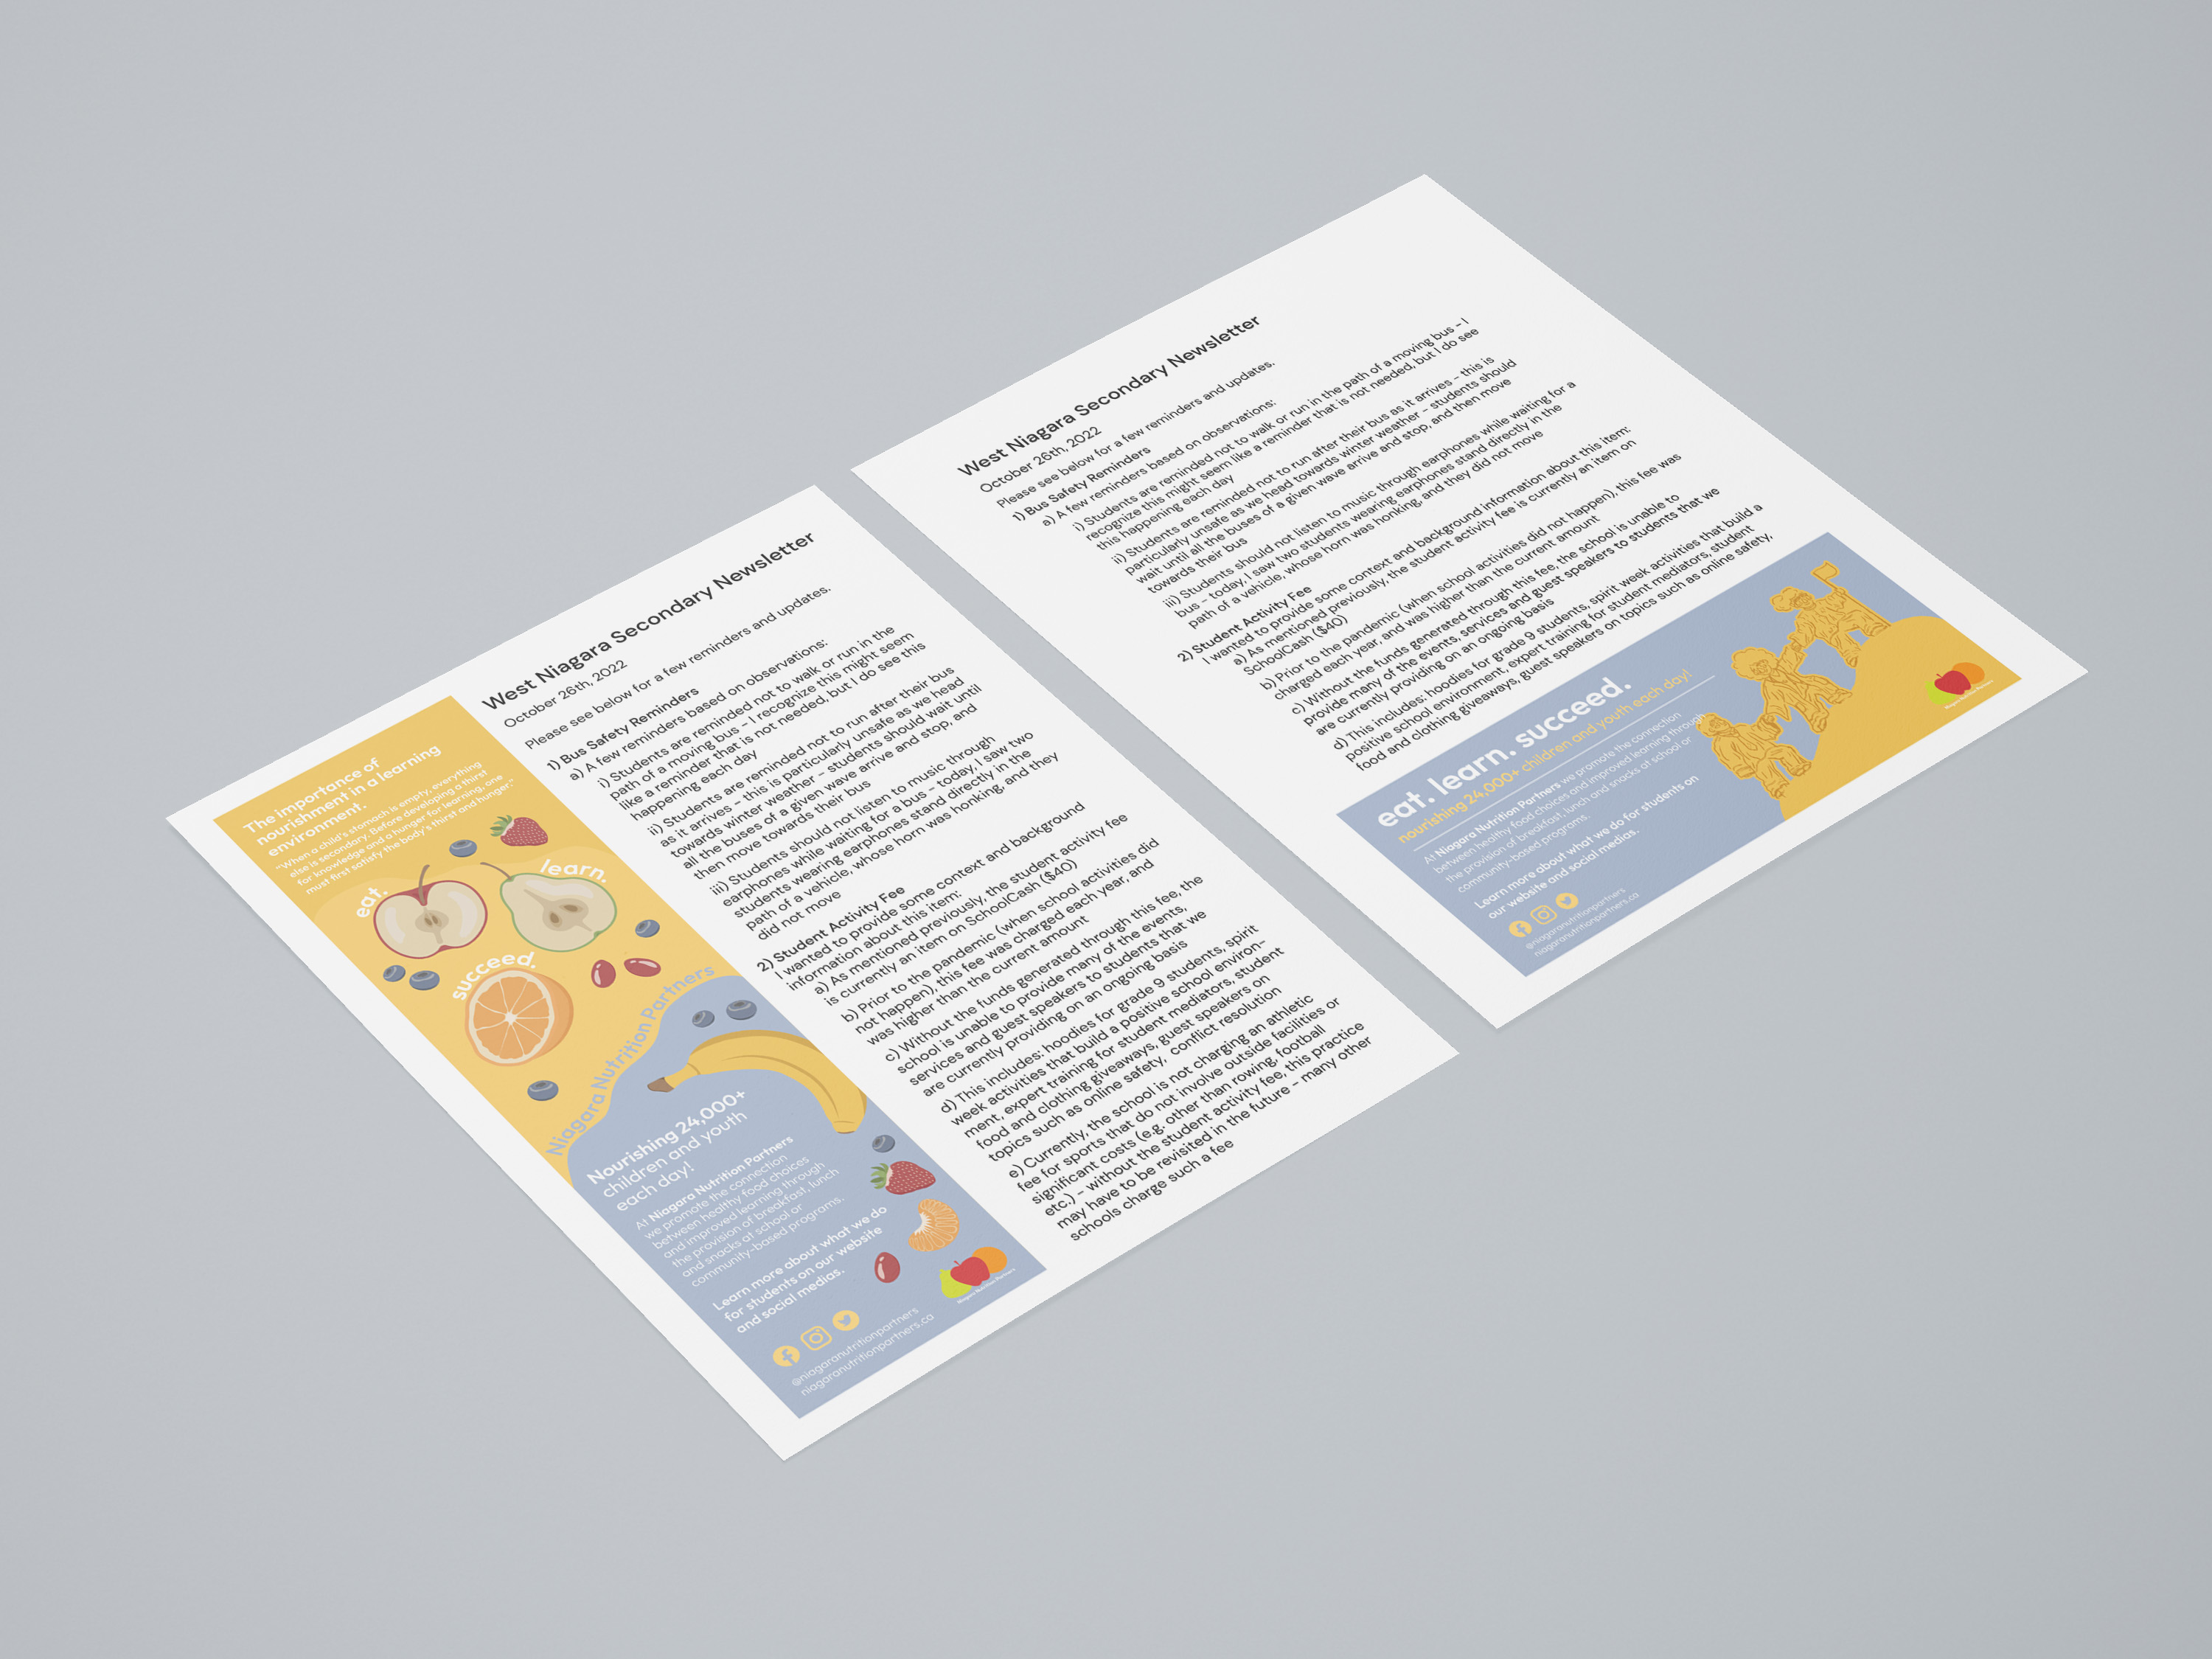 The importance of
nourishment in a learning
environment.
"When a child's stomach is empty, everything
else is secondary. Before developing a thirst
for knowledge and a hunger for learning, one
must first satisfy the body's thirst and hunger."
eat.
learn.
succeed.
Niagara Nutrition Partners
Nourishing 24,000+
children and youth
each day!
At Niagara Nutrition Partners
we promote the connection
between healthy food choices
and improved learning through
the provision of breakfast, lunch
and snacks at school or
community-based programs.
Learn more about what we do
for students on our website
and social medias.
@niagaranutritionpartners
niagaranutritionpartners.ca
Niagara Nutrition Partners
West Niagara Secondary Newsletter
October 26th, 2022
Please see below for a few reminders and updates.
1) Bus Safety Reminders
a) A few reminders based on observations:
i) Students are reminded not to walk or run in the
path of a moving bus – I recognize this might seem
like a reminder that is not needed, but I do see this
happening each day
ii) Students are reminded not to run after their bus
as it arrives – this is particularly unsafe as we head
towards winter weather – students should wait until
all the buses of a given wave arrive and stop, and
then move towards their bus
iii) Students should not listen to music through
earphones while waiting for a bus – today, I saw two
students wearing earphones stand directly in the
path of a vehicle, whose horn was honking, and they
did not move
2) Student Activity Fee
I wanted to provide some context and background
information about this item:
a) As mentioned previously, the student activity fee
is currently an item on SchoolCash ($40)
b) Prior to the pandemic (when school activities did
not happen), this fee was charged each year, and
was higher than the current amount
c) Without the funds generated through this fee, the
school is unable to provide many of the events,
services and guest speakers to students that we
are currently providing on an ongoing basis
d) This includes: hoodies for grade 9 students, spirit
week activities that build a positive school environ-
ment, expert training for student mediators, student
food and clothing giveaways, guest speakers on
topics such as online safety, conflict resolution
e) Currently, the school is not charging an athletic
fee for sports that do not involve outside facilities or
significant costs (e.g. other than rowing, football
etc.) – without the student activity fee, this practice
may have to be revisited in the future – many other
schools charge such a fee
West Niagara Secondary Newsletter
October 26th, 2022
Please see below for a few reminders and updates.
1) Bus Safety Reminders
a) A few reminders based on observations:
i) Students are reminded not to walk or run in the path of a moving bus – I
recognize this might seem like a reminder that is not needed, but I do see
this happening each day
ii) Students are reminded not to run after their bus as it arrives – this is
particularly unsafe as we head towards winter weather – students should
wait until all the buses of a given wave arrive and stop, and then move
towards their bus
iii) Students should not listen to music through earphones while waiting for a
bus – today, I saw two students wearing earphones stand directly in the
path of a vehicle, whose horn was honking, and they did not move
2) Student Activity Fee
I wanted to provide some context and background information about this item:
a) As mentioned previously, the student activity fee is currently an item on
SchoolCash ($40)
b) Prior to the pandemic (when school activities did not happen), this fee was
charged each year, and was higher than the current amount
c) Without the funds generated through this fee, the school is unable to
provide many of the events, services and guest speakers to students that we
are currently providing on an ongoing basis
d) This includes: hoodies for grade 9 students, spirit week activities that build a
positive school environment, expert training for student mediators, student
food and clothing giveaways, guest speakers on topics such as online safety,
eat. learn. succeed.
nourishing 24,000+ children and youth each day!
At Niagara Nutrition Partners we promote the connection
between healthy food choices and improved learning through
the provision of breakfast, lunch and snacks of school or
community-based programs.
Learn more about what we do for students on
our website and social medias.
@niagaranutritionpartners
niagaranutritionpartners.ca
Niagara Nutrition Partners